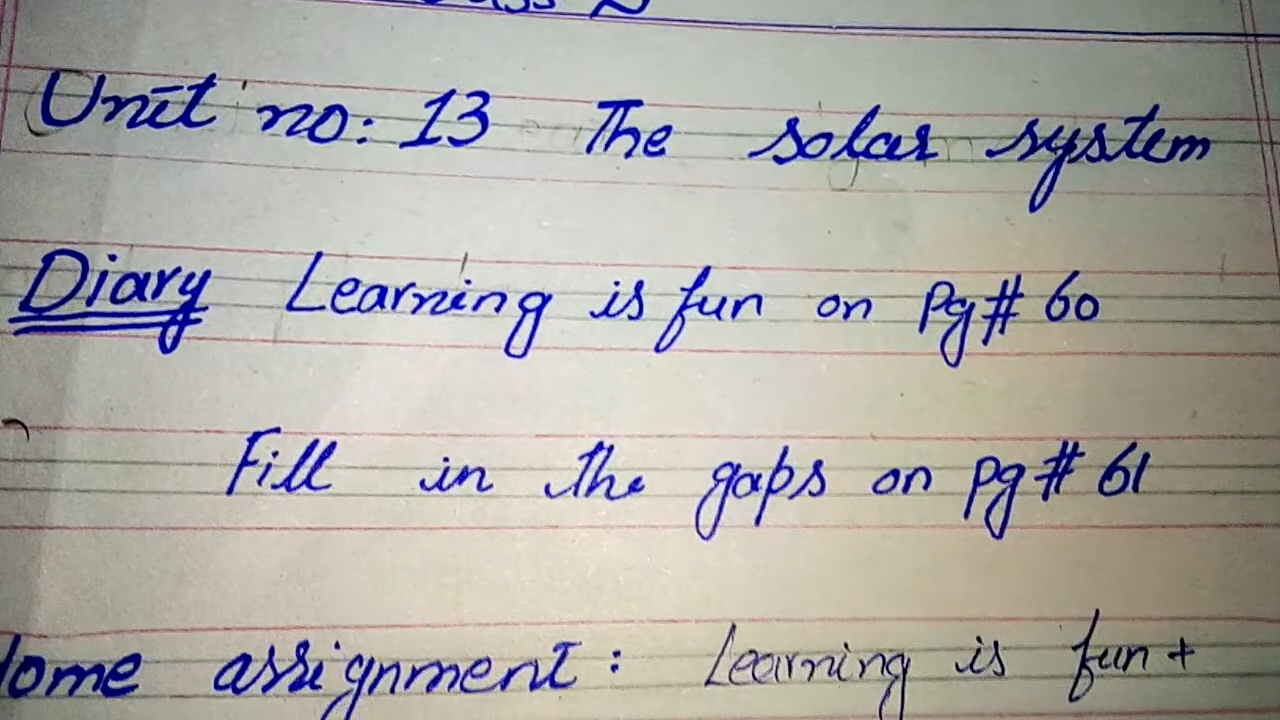 Unit no: 13 The solar system
Diary Learning is fun on Pg# 60
Fill in the gaps on pg# 61
assignment: Learning is fun +